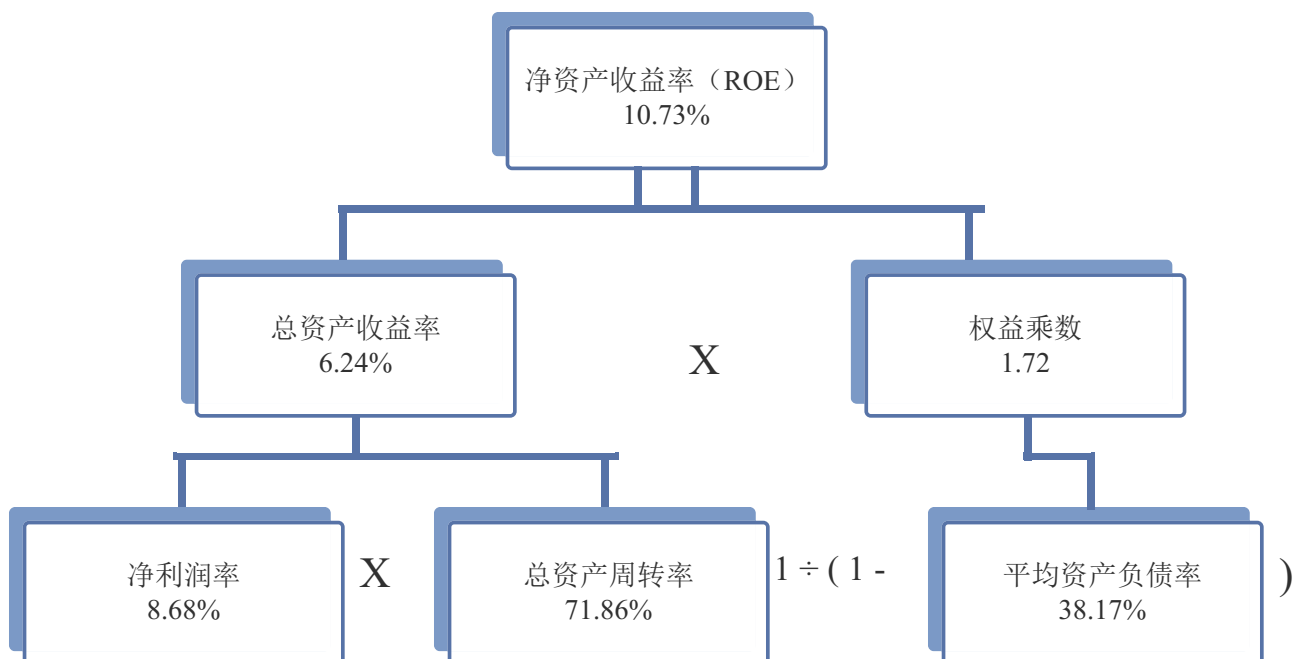 净资产收益率（ROE）
10.73%
总资产收益率
6.24%
X
权益乘数
1.72
净利润率
8.68%
X
总资产周转率
71.86%
1 ÷ ( 1 -
平均资产负债率
38.17%
)